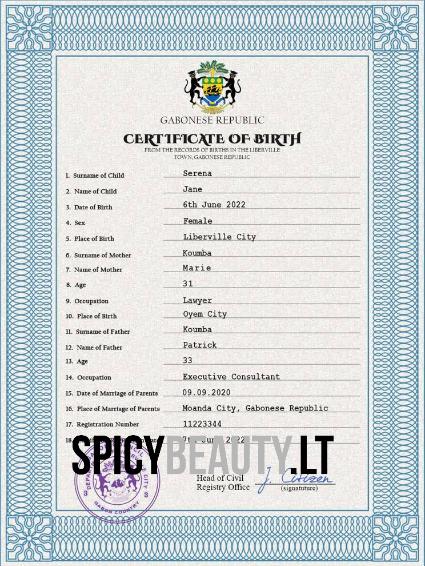 GABONESE REPUBLIC
CERTIFICATE OF BIRTH
FROM THE RECORDS OF BIRTHS IN THE LIBERVILLE
TOWN, GABONESE REPUBLIC
1. Surname of Child Serena
2. Name of Child Jane
3. Date of Birth 6th June 2022
4. Sex Female
5. Place of Birth Liberville City
6. Surname of Mother Koumba
7. Name of Mother Marie
8. Age 31
9. Occupation Lawyer
10. Place of Birth Oyem City
11. Surname of Father Koumba
12. Name of Father Patrick
13. Age 33
14. Occupation Executive Consultant
15. Date of Marriage of Parents 09.09.2020
16. Place of Marriage of Parents Moanda City, Gabonese Republic
17. Registration Number 11223344
18. June 2022
SPICYBEAUTY.LT
Head of Civil
Registry Office J. Citizen
(signature)
GABON COUNTRY